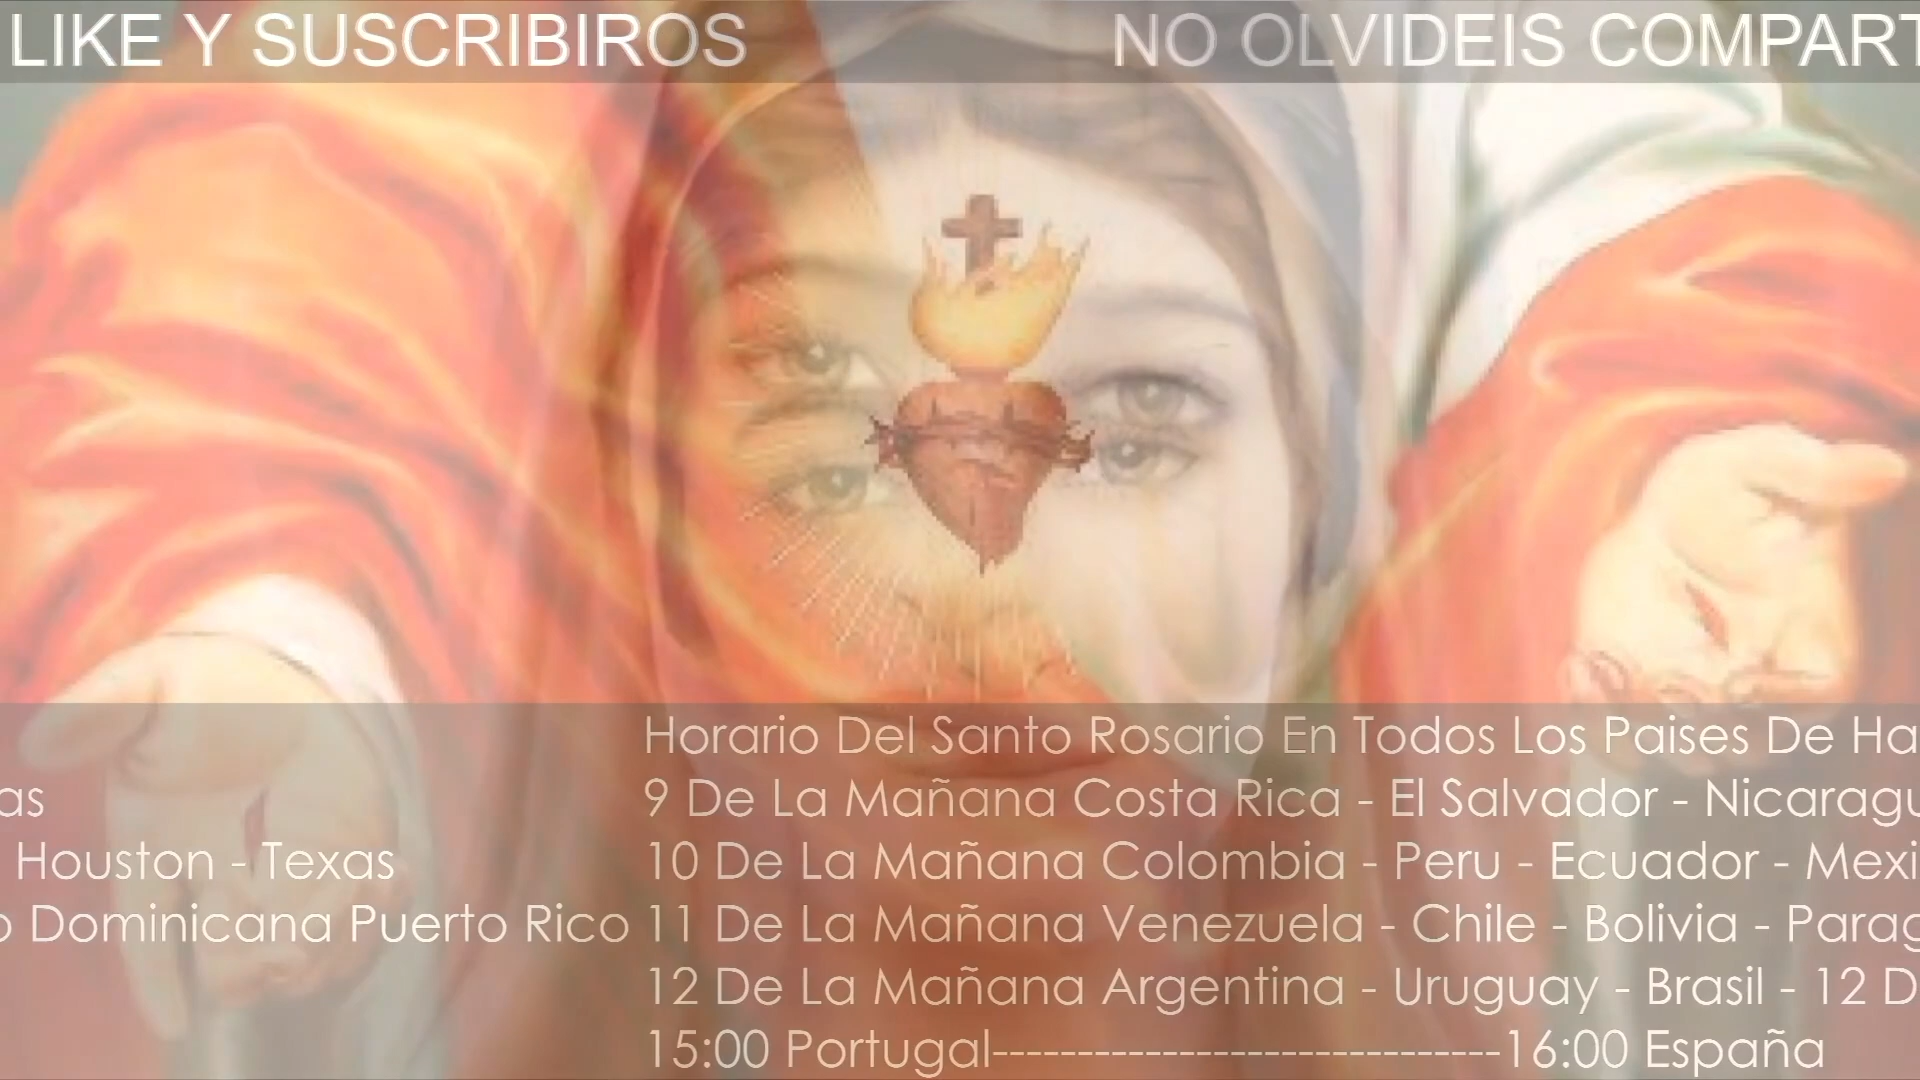 LIKE Y SUSCRIBIROS NO OLVIDEIS COMPART
Horario Del Santo Rosario En Todos Los Paises De Ha
as 9 De La Mañana Costa Rica - El Salvador - Nicaragu
Houston - Texas 10 De La Mañana Colombia - Peru - Ecuador - Mexi
o Dominicana Puerto Rico 11 De La Mañana Venezuela - Chile - Bolivia - Parag
12 De La Mañana Argentina - Uruguay - Brasil - 12 D
15:00 Portugal------------------------------16:00 España